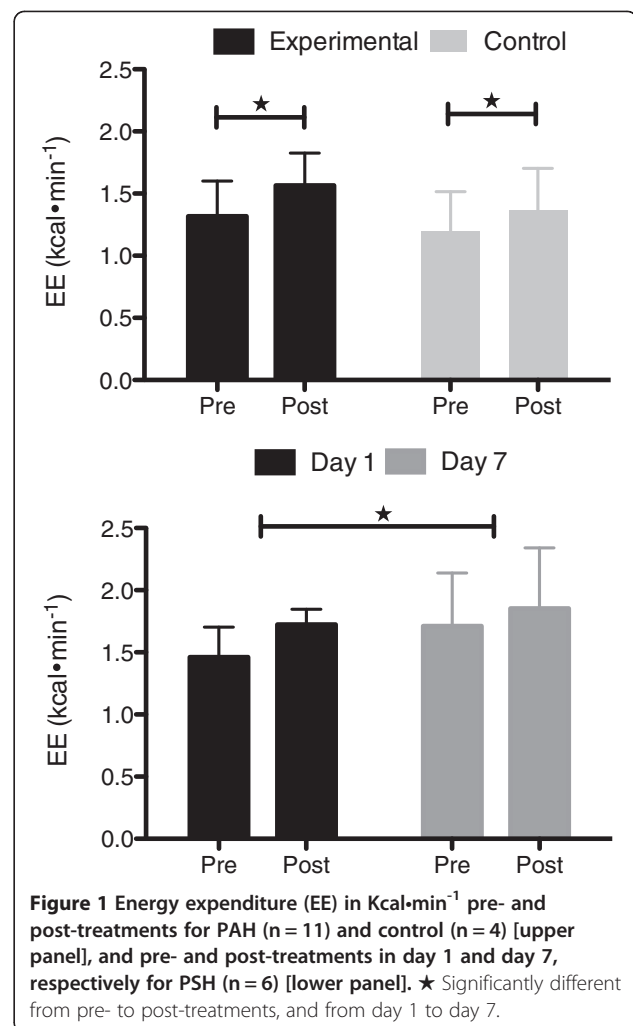 Experimental Control
EE (kcal•min⁻¹)
2.5
2.0
1.5
1.0
0.5
0.0
★ ★
Pre Post Pre Post
Day 1 Day 7
EE (kcal•min⁻¹)
2.5
2.0
1.5
1.0
0.5
0.0
★
Pre Post Pre Post
Figure 1 Energy expenditure (EE) in Kcal•min⁻¹ pre- and
post-treatments for PAH (n = 11) and control (n = 4) [upper
panel], and pre- and post-treatments in day 1 and day 7,
respectively for PSH (n = 6) [lower panel]. ★ Significantly different
from pre- to post-treatments, and from day 1 to day 7.